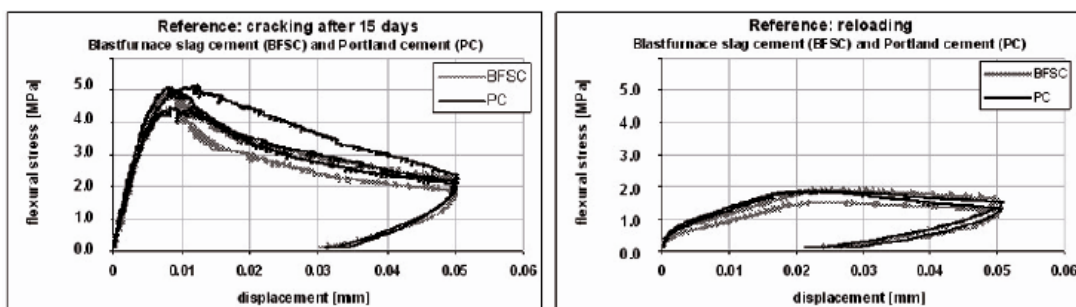 Reference: cracking after 15 days
Blastfurnace slag cement (BFSC) and Portland cement (PC)
flexural stress [MPa]
5.0
4.0
3.0
2.0
1.0
0.0
BFSC
PC
0
0.01
0.02
0.03
0.04
0.05
0.06
displacement [mm]
Reference: reloading
Blastfurnace slag cement (BFSC) and Portland cement (PC)
flexural stress [MPa]
5.0
4.0
3.0
2.0
1.0
0.0
BFSC
PC
0.00
0.01
0.02
0.03
0.04
0.05
0.06
displacement [mm]